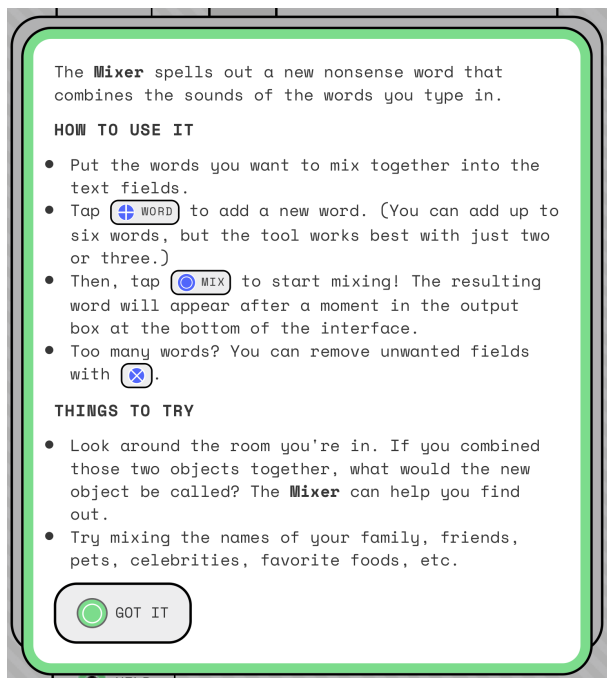 The Mixer spells out a new nonsense word that
combines the sounds of the words you type in.
HOW TO USE IT
Put the words you want to mix together into the
text fields.
Tap WORD to add a new word. (You can add up to
six words, but the tool works best with just two
or three.)
Then, tap MIX to start mixing! The resulting
word will appear after a moment in the output
box at the bottom of the interface.
Too many words? You can remove unwanted fields
with .
THINGS TO TRY
Look around the room you're in. If you combined
those two objects together, what would the new
object be called? The Mixer can help you find
out.
Try mixing the names of your family, friends,
pets, celebrities, favorite foods, etc.
GOT IT